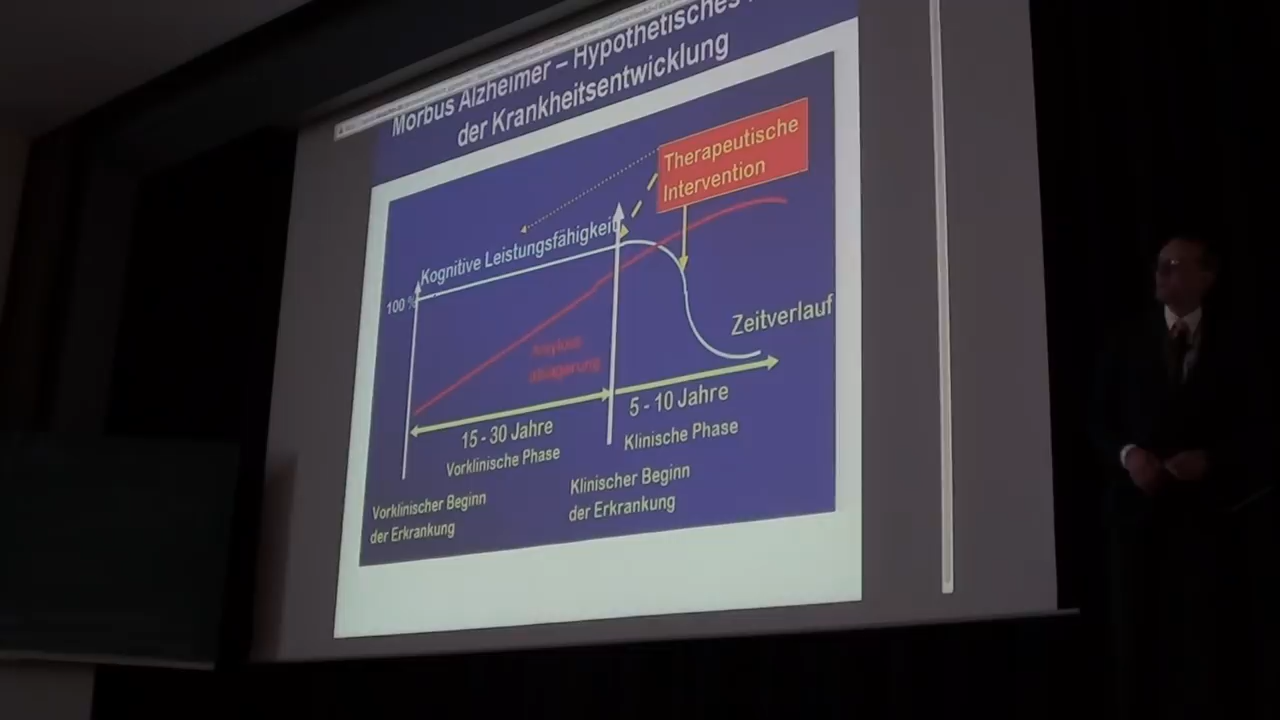 Morbus Alzheimer – Hypothetisches
der Krankheitsentwicklung
Therapeutische
Intervention
Kognitive Leistungsfähigkeit
100 %
Zeitverlauf
ablagerung
5 - 10 Jahre
15 - 30 Jahre
Klinische Phase
Vorklinische Phase
Klinischer Beginn
der Erkrankung
Vorklinischer Beginn
der Erkrankung